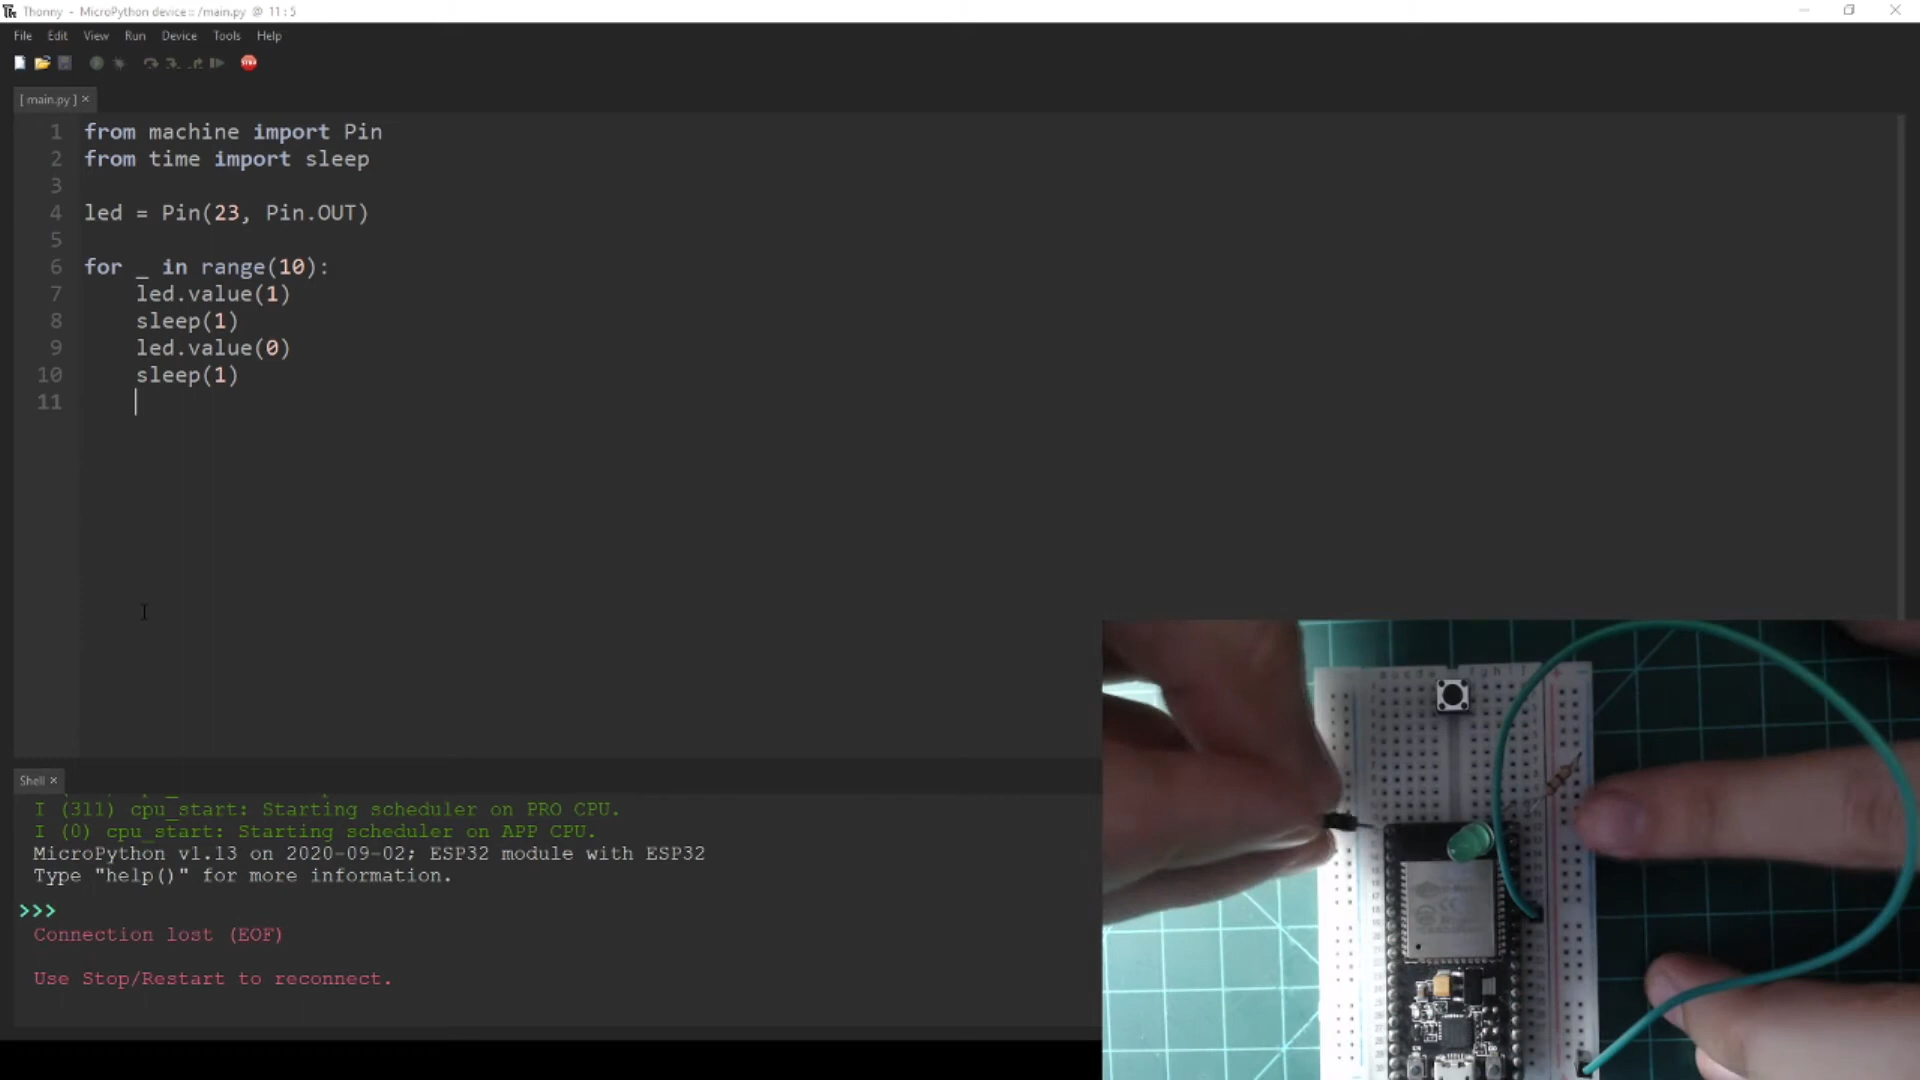 Thonny - MicroPython device :: /main.py @ 11 : 5
File Edit View Run Device Tools Help
STOP
[ main.py ] ×
1 from machine import Pin
2 from time import sleep
3
4 led = Pin(23, Pin.OUT)
5
6 for _ in range(10):
7 led.value(1)
8 sleep(1)
9 led.value(0)
10 sleep(1)
11
Shell ×
I (311) cpu_start: Starting scheduler on PRO CPU.
I (0) cpu_start: Starting scheduler on APP CPU.
MicroPython v1.13 on 2020-09-02; ESP32 module with ESP32
Type "help()" for more information.
>>>
Connection lost (EOF)
Use Stop/Restart to reconnect.